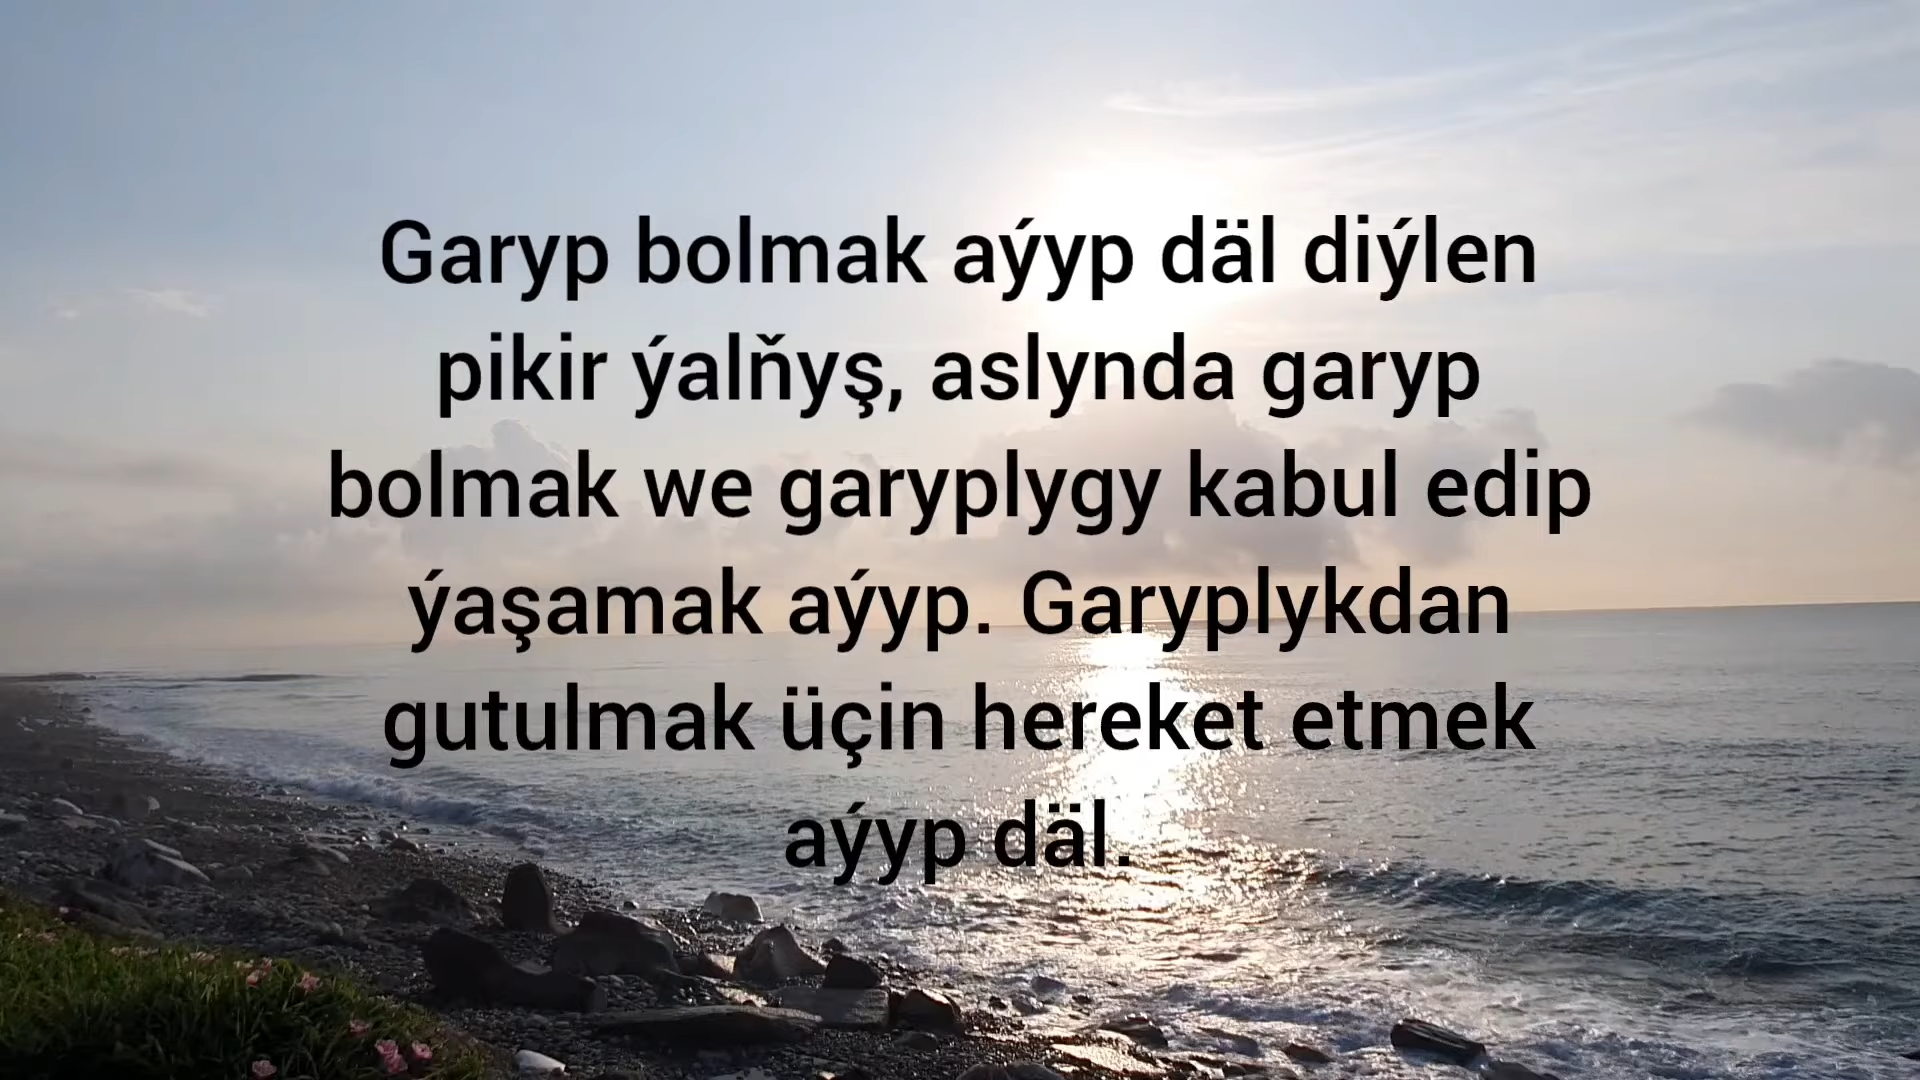 Garyp bolmak aýyp däl diýlen
pikir ýalňyş, aslynda garyp
bolmak we garyplygy kabul edip
ýaşamak aýyp. Garyplykdan
gutulmak üçin hereket etmek
aýyp däl.